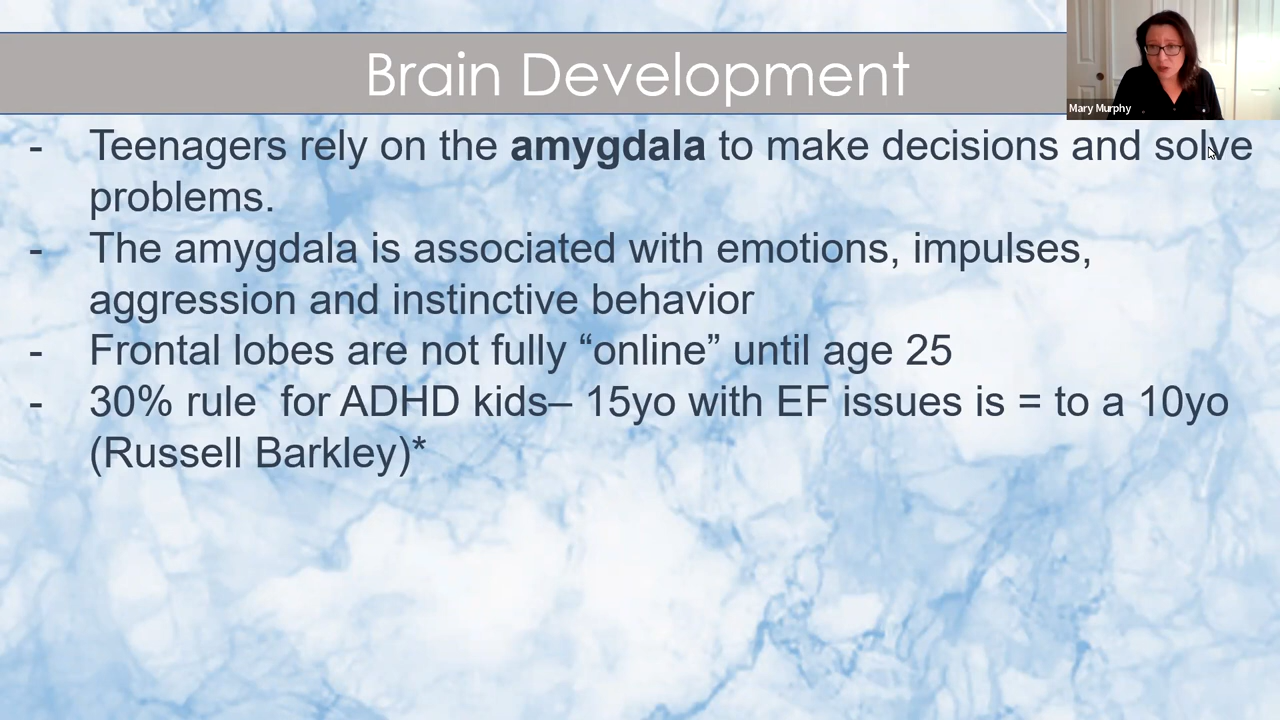 Brain Development
Mary Murphy
- Teenagers rely on the amygdala to make decisions and solve
problems.
- The amygdala is associated with emotions, impulses,
aggression and instinctive behavior
- Frontal lobes are not fully “online” until age 25
- 30% rule  for ADHD kids– 15yo with EF issues is = to a 10yo
(Russell Barkley)*